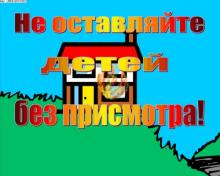 Не оставляйте
детей
без присмотра!